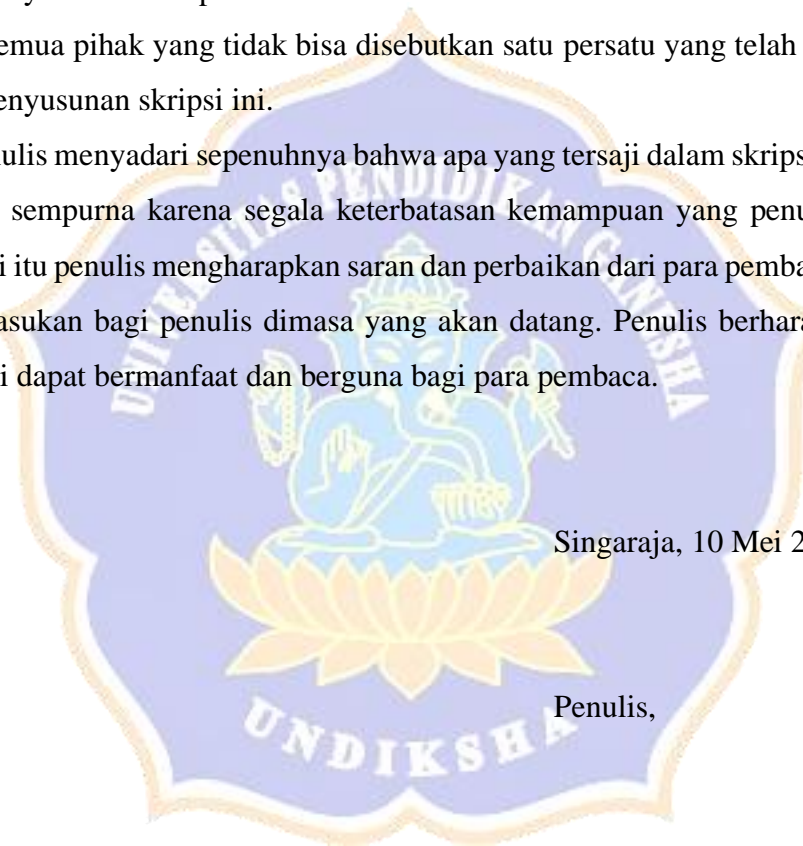 emua pihak yang tidak bisa disebutkan satu persatu yang telah
enyusunan skripsi ini.
ulis menyadari sepenuhnya bahwa apa yang tersaji dalam skrips
sempurna karena segala keterbatasan kemampuan yang penu
i itu penulis mengharapkan saran dan perbaikan dari para pemba
asukan bagi penulis dimasa yang akan datang. Penulis berhara
i dapat bermanfaat dan berguna bagi para pembaca.
UNIVERSITAS PENDIDIKAN GANESHA
Singaraja, 10 Mei 2
Penulis,
UNDIKSHA